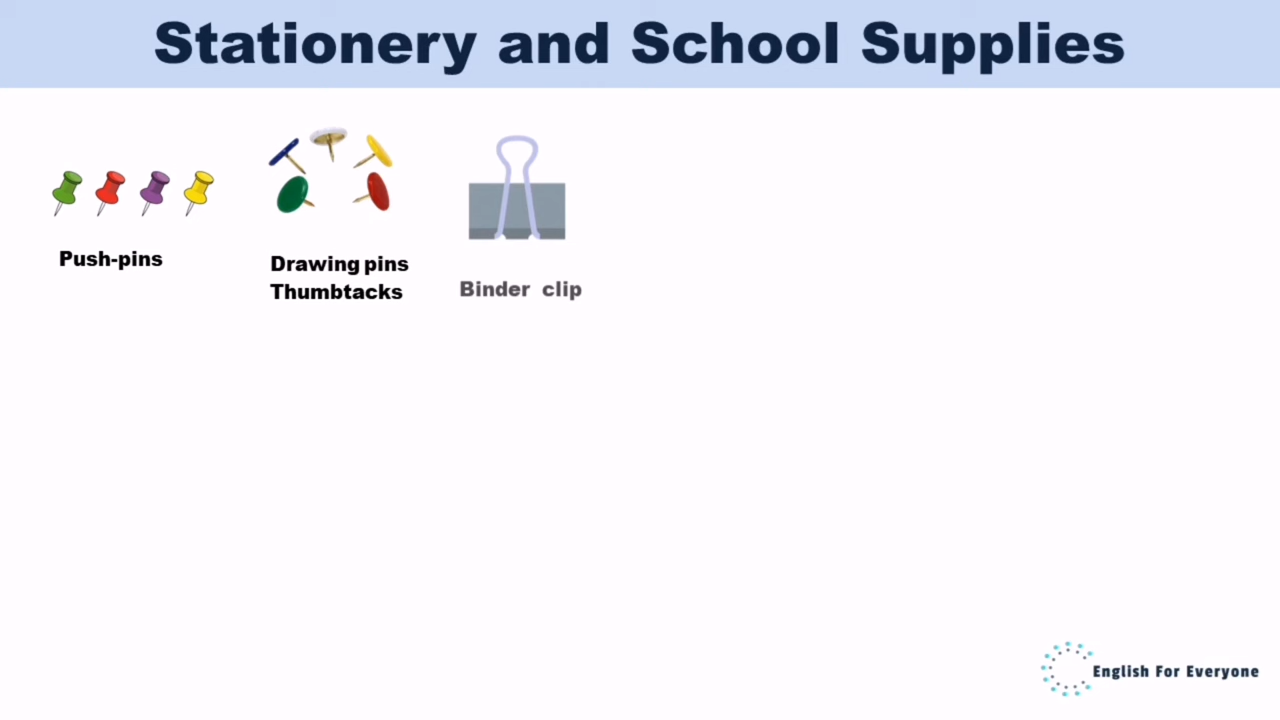 Stationery and School Supplies
Push-pins
Drawing pins
Thumbtacks
Binder clip
English For Everyone